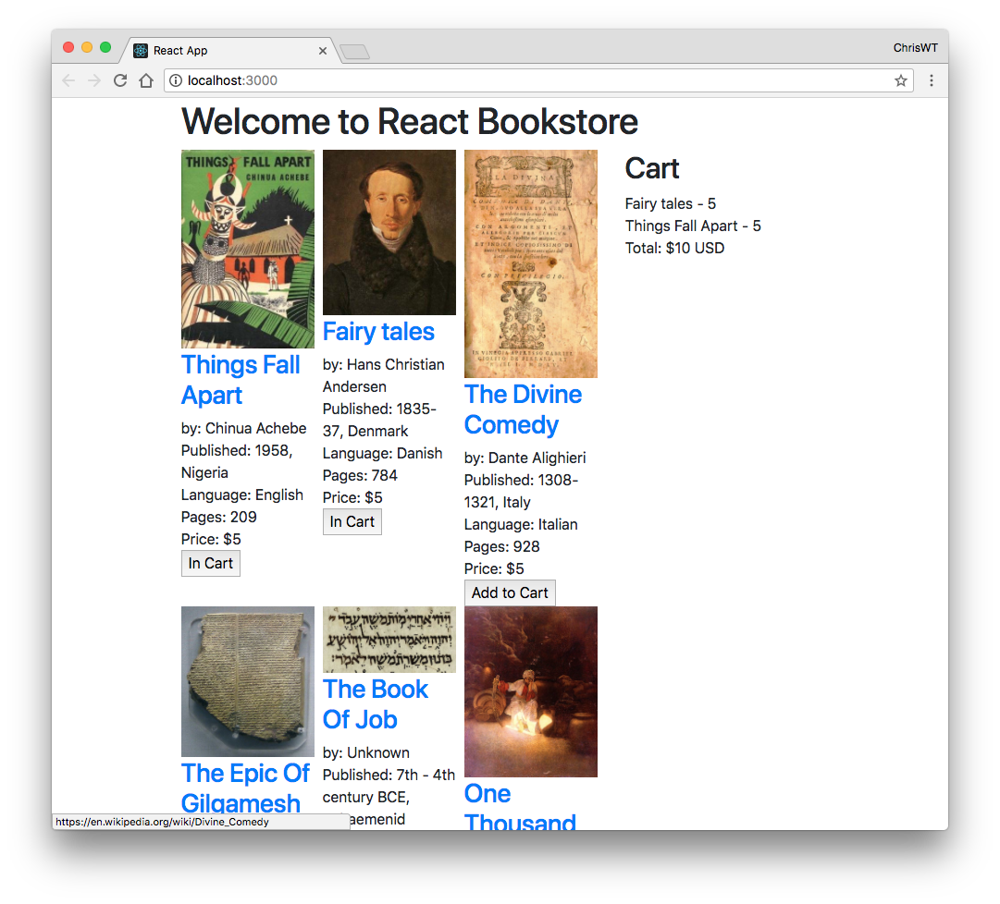 React App
ChrisWT
localhost:3000
Welcome to React Bookstore
THINGS FALL APART
CHINUA ACHEBE
Things Fall
Apart
by: Chinua Achebe
Published: 1958,
Nigeria
Language: English
Pages: 209
Price: $5
In Cart
Fairy tales
by: Hans Christian
Andersen
Published: 1835-
37, Denmark
Language: Danish
Pages: 784
Price: $5
In Cart
LA DIVINA
The Divine
Comedy
by: Dante Alighieri
Published: 1308-
1321, Italy
Language: Italian
Pages: 928
Price: $5
Add to Cart
Cart
Fairy tales - 5
Things Fall Apart - 5
Total: $10 USD
The Epic Of
Gilgamesh
The Book
Of Job
by: Unknown
Published: 7th - 4th
century BCE,
One
Thousand
https://en.wikipedia.org/wiki/Divine_Comedy